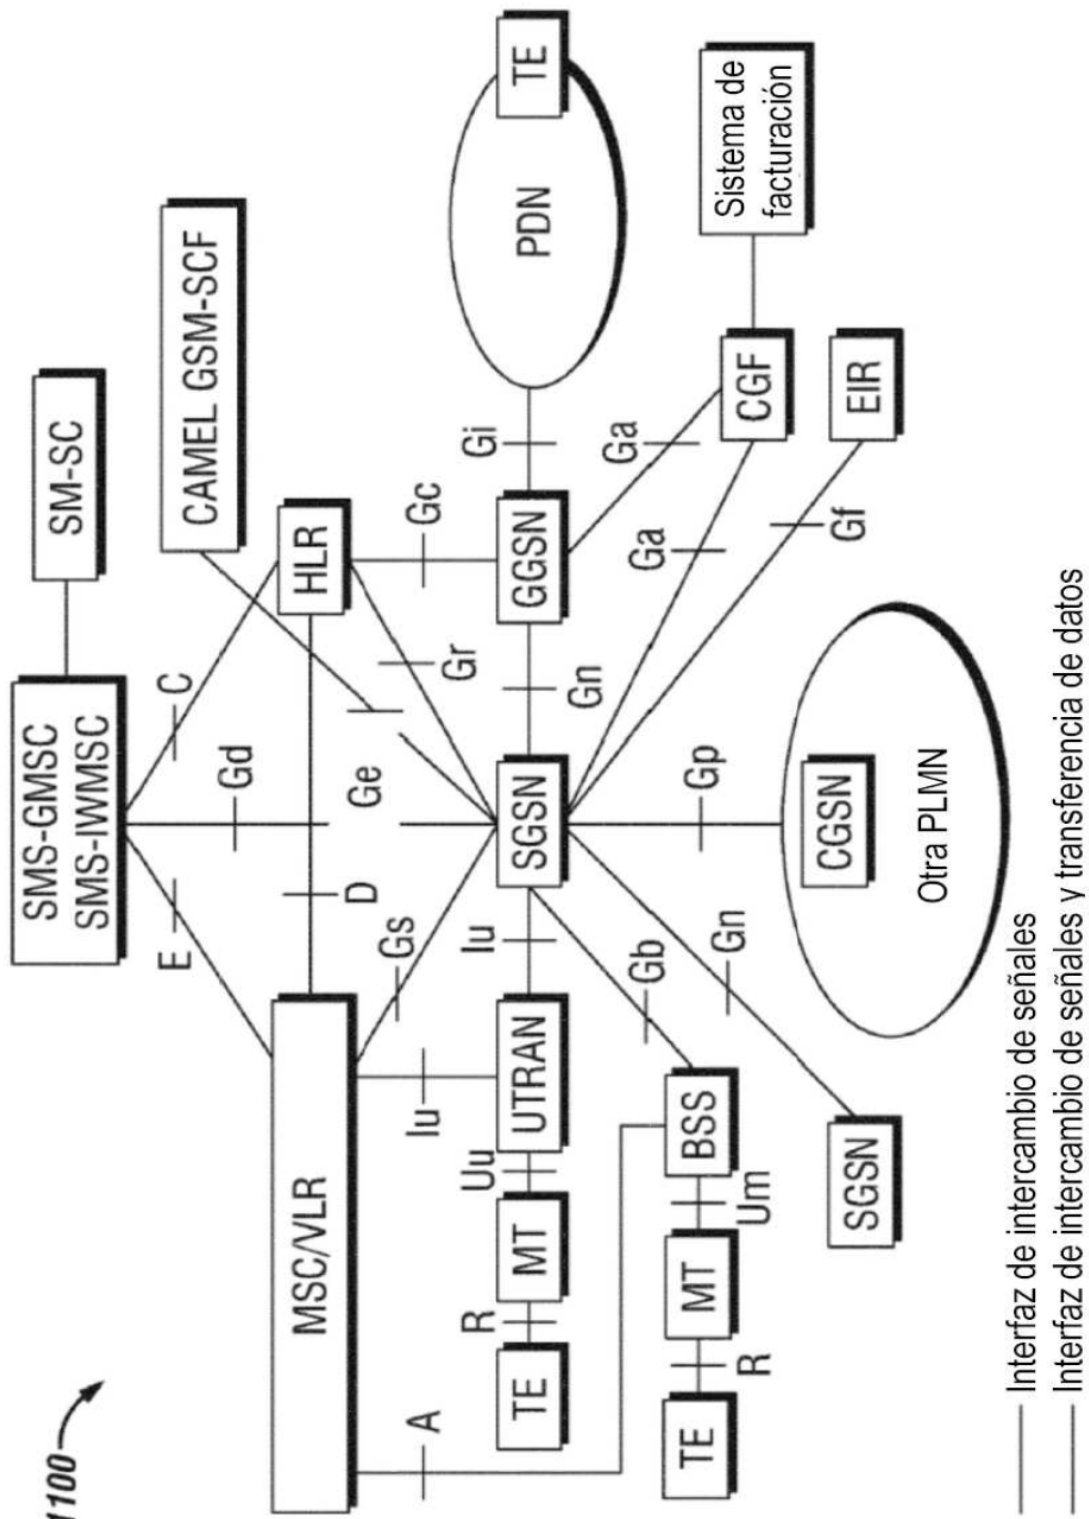 1100
SMS-GMSC
SMS-IWMSC
SM-SC
CAMEL GSM-SCF
E
C
Gd
MSC/VLR
HLR
D
Ge
A
Iu
Gs
Gr
Gc
TE
R
MT
Uu
UTRAN
Iu
SGSN
Gn
GGSN
Gi
PDN
TE
TE
R
MT
Um
BSS
Gb
Gn
Gp
Ga
Ga
CGF
Sistema de
facturación
SGSN
CGSN
Otra PLMN
Gf
EIR
Interfaz de intercambio de señales
Interfaz de intercambio de señales y transferencia de datos